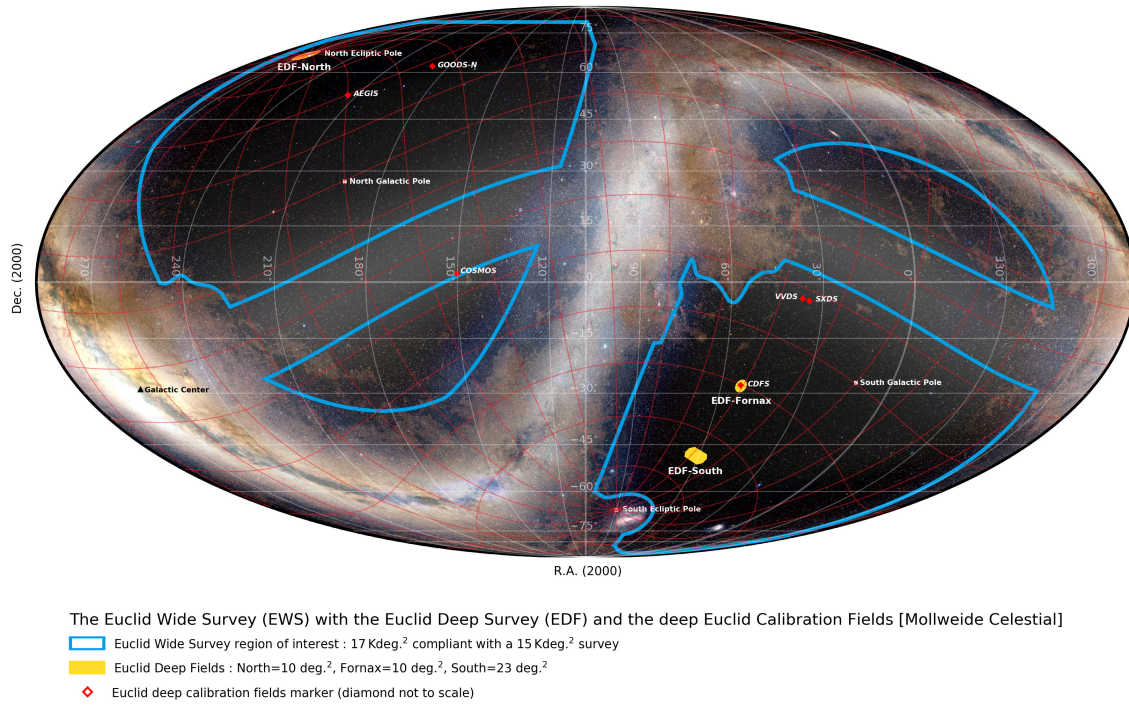 75°
North Ecliptic Pole
EDF-North
GOODS-N
60°
AEGIS
45°
30°
North Galactic Pole
15°
COSMOS
270° 240° 210° 180° 150° 120° 90° 60° 30° 0° 330° 300°
Dec. (2000)
VVDS SXDS
−15°
Galactic Center
−30°
CDFS
South Galactic Pole
EDF-Fornax
−45°
EDF-South
−60°
South Ecliptic Pole
−75°
R.A. (2000)
The Euclid Wide Survey (EWS) with the Euclid Deep Survey (EDF) and the deep Euclid Calibration Fields [Mollweide Celestial]
Euclid Wide Survey region of interest : 17 Kdeg.² compliant with a 15 Kdeg.² survey
Euclid Deep Fields : North=10 deg.², Fornax=10 deg.², South=23 deg.²
Euclid deep calibration fields marker (diamond not to scale)